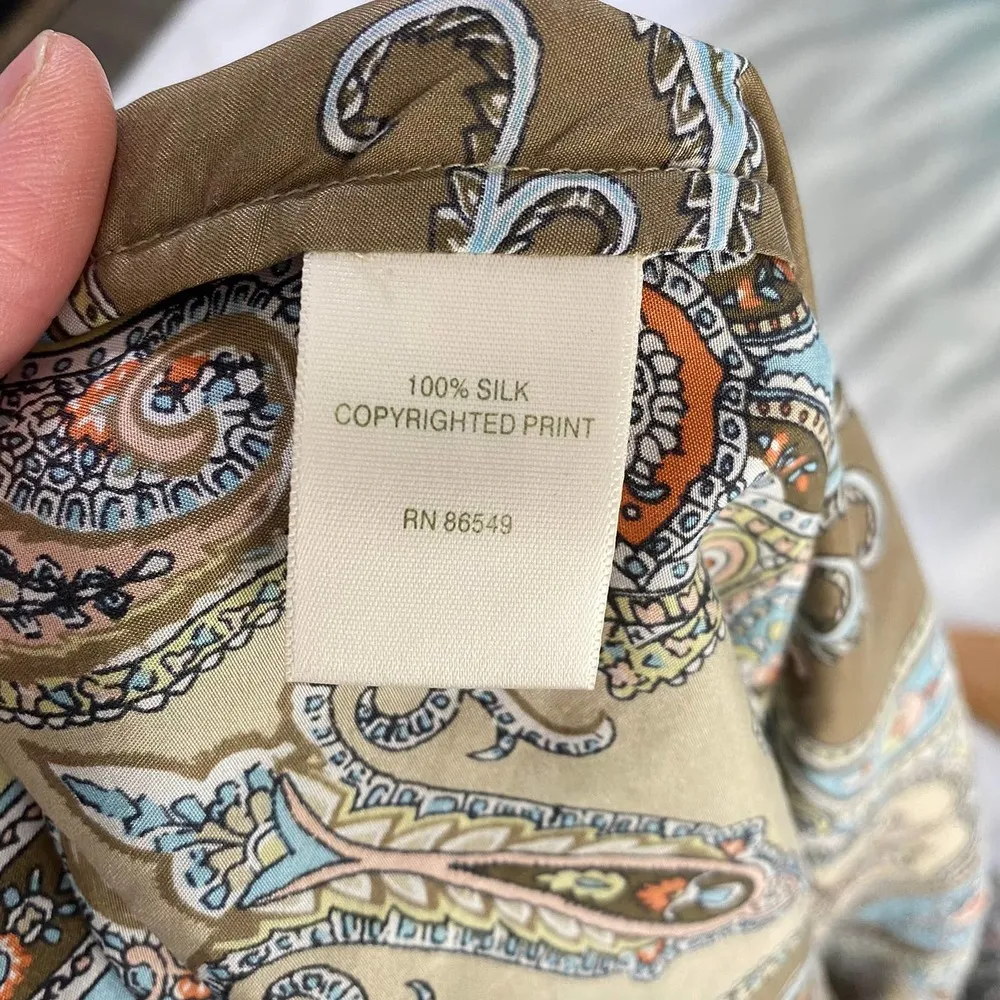 100% SILK
COPYRIGHTED PRINT
RN 86549